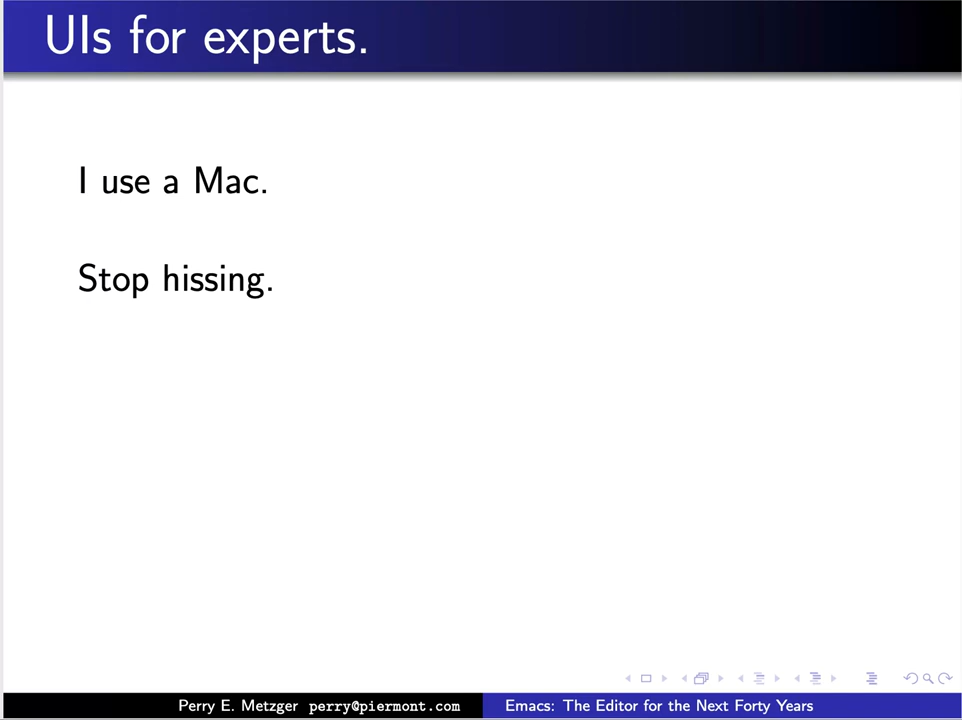 UIs for experts.
I use a Mac.
Stop hissing.
Perry E. Metzger perry@piermont.com
Emacs: The Editor for the Next Forty Years